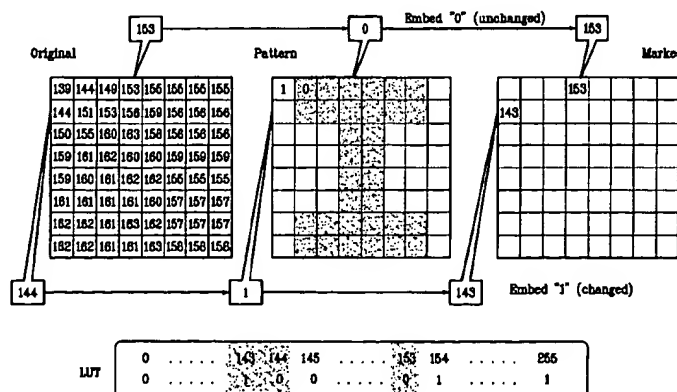 153 0 Embed "0" (unchanged) 153
Original Pattern Marke
139 144 149 153 155 155 155 155
144 151 153 156 159 156 156 156
150 155 160 163 158 156 156 156
159 161 162 160 160 159 159 159
159 160 161 162 162 155 155 155
161 161 161 161 160 157 157 157
162 162 161 163 162 157 157 157
162 162 161 161 163 158 158 158
1 0
153
143
144 1 143 Embed "1" (changed)
LUT
0 ..... 143 144 145 ..... 153 154 ..... 255
0 ..... 1 0 0 ..... 0 1 ..... 1